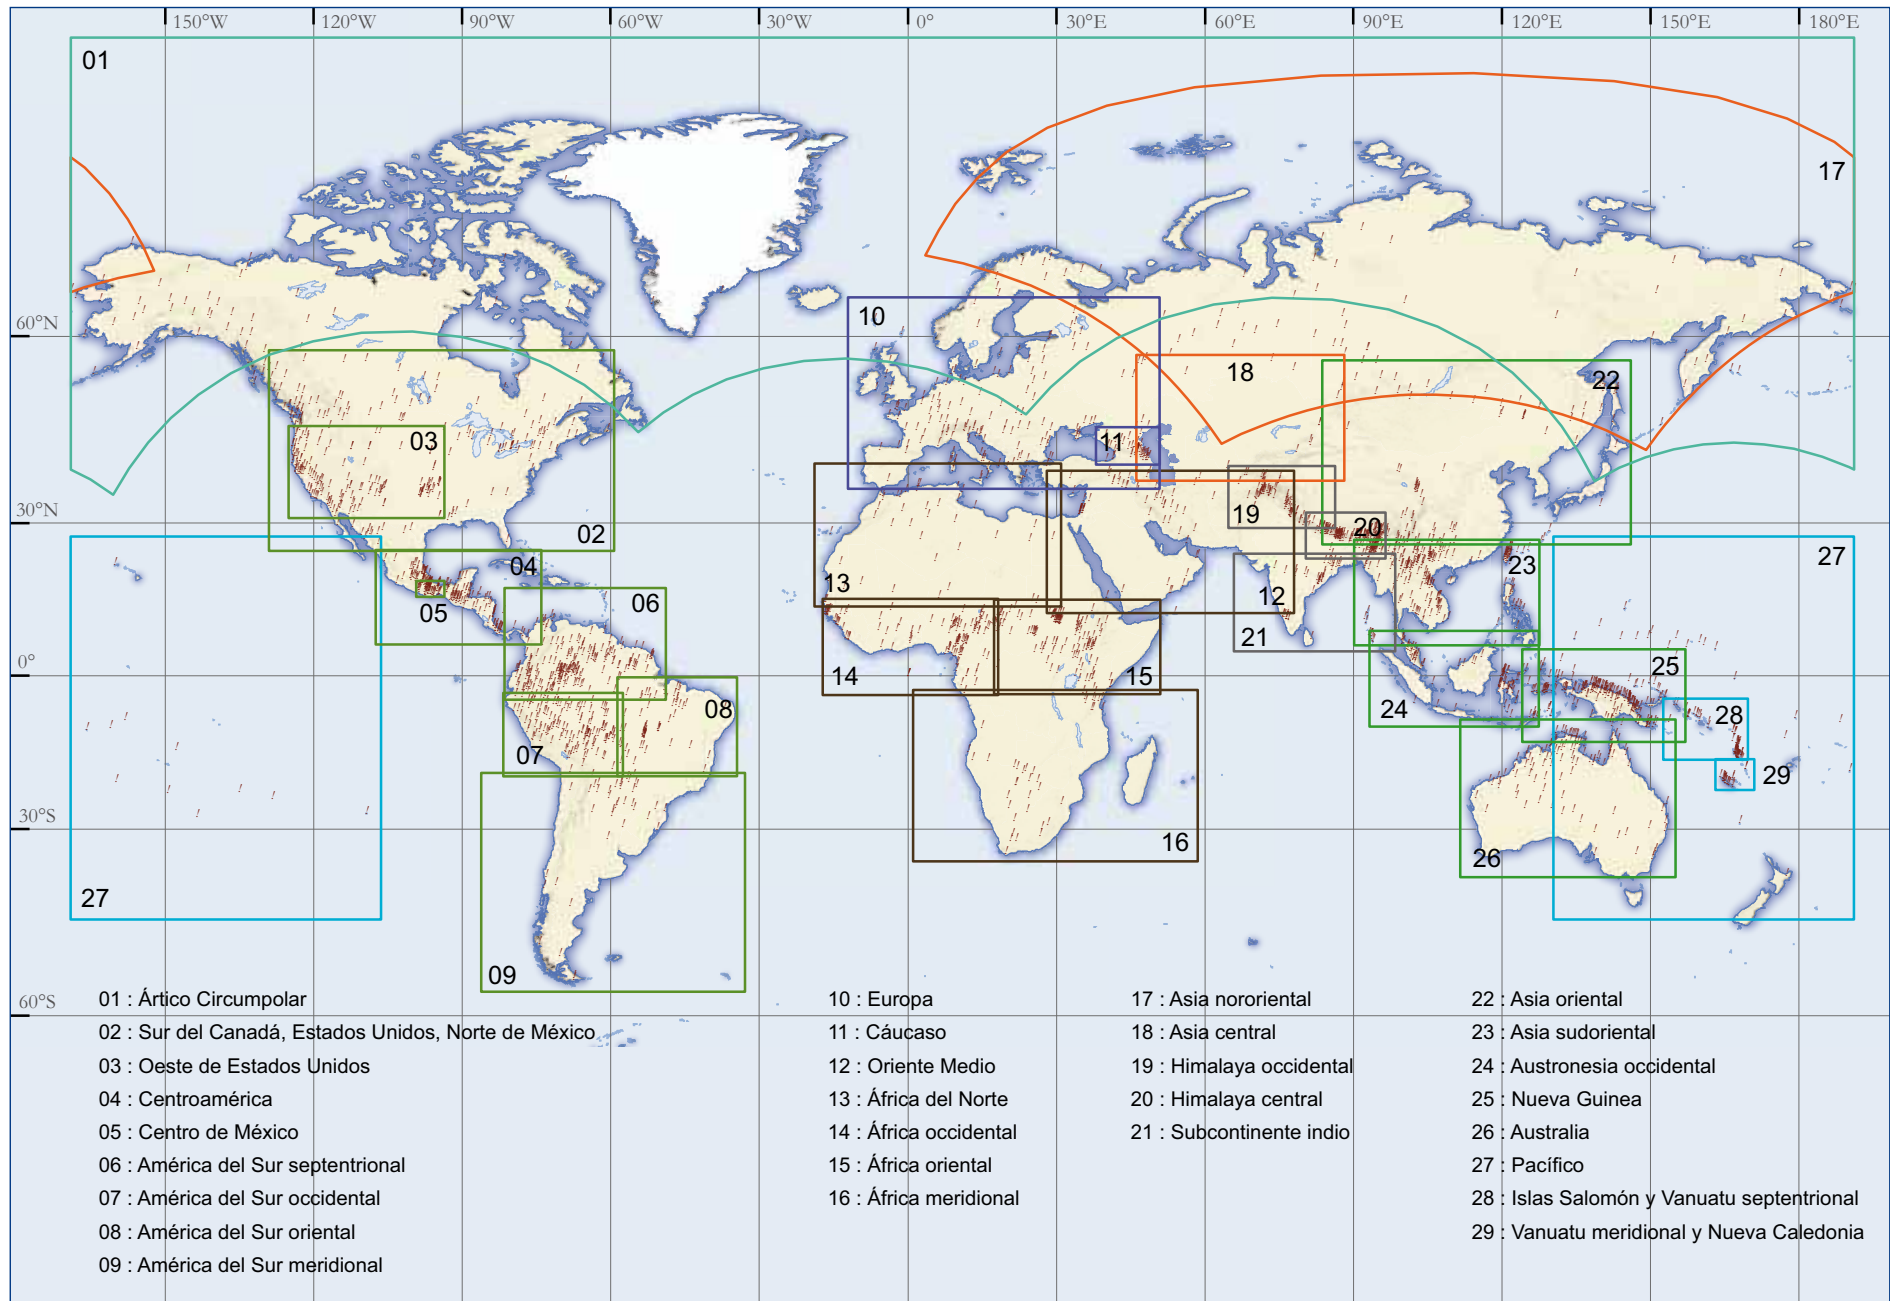 150°W 120°W 90°W 60°W 30°W 0° 30°E 60°E 90°E 120°E 150°E 180°E
01
17
10
60°N
18
22
11
03
19
20
02
30°N
04
23
27
13
12
05
06
21
0°
14
15
25
24
28
08
07
29
30°S
16
26
27
09
60°S
01 : Ártico Circumpolar
02 : Sur del Canadá, Estados Unidos, Norte de México
03 : Oeste de Estados Unidos
04 : Centroamérica
05 : Centro de México
06 : América del Sur septentrional
07 : América del Sur occidental
08 : América del Sur oriental
09 : América del Sur meridional
10 : Europa
11 : Cáucaso
12 : Oriente Medio
13 : África del Norte
14 : África occidental
15 : África oriental
16 : África meridional
17 : Asia nororiental
18 : Asia central
19 : Himalaya occidental
20 : Himalaya central
21 : Subcontinente indio
22 : Asia oriental
23 : Asia sudoriental
24 : Austronesia occidental
25 : Nueva Guinea
26 : Australia
27 : Pacífico
28 : Islas Salomón y Vanuatu septentrional
29 : Vanuatu meridional y Nueva Caledonia